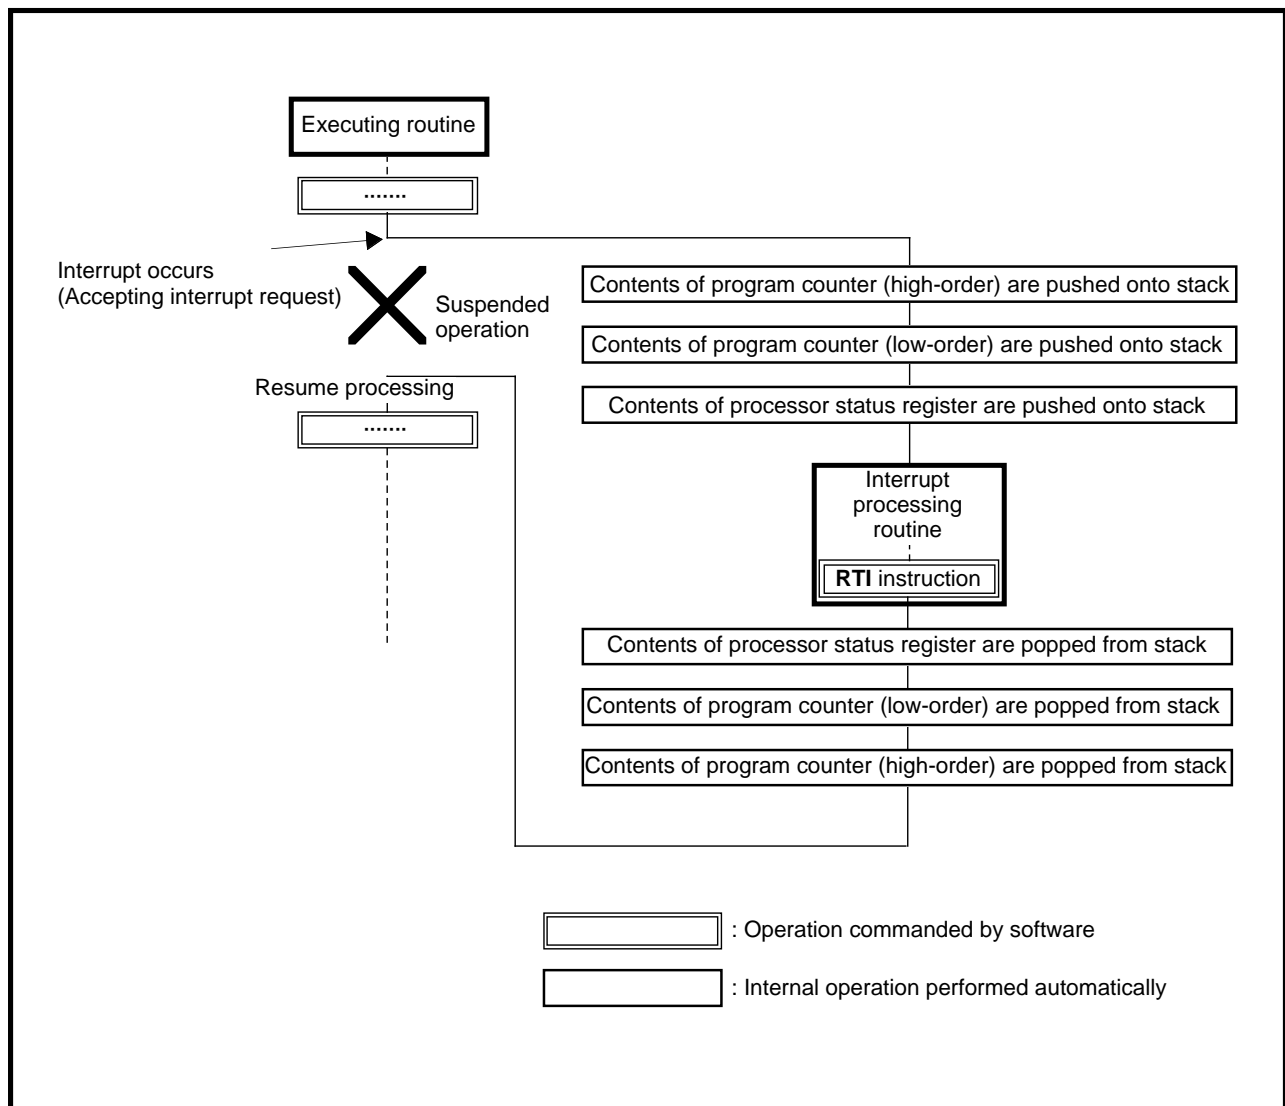 Executing routine
.......
Interrupt occurs
(Accepting interrupt request)
Suspended
operation
Contents of program counter (high-order) are pushed onto stack
Contents of program counter (low-order) are pushed onto stack
Resume processing
Contents of processor status register are pushed onto stack
.......
Interrupt
processing
routine
RTI instruction
Contents of processor status register are popped from stack
Contents of program counter (low-order) are popped from stack
Contents of program counter (high-order) are popped from stack
: Operation commanded by software
: Internal operation performed automatically